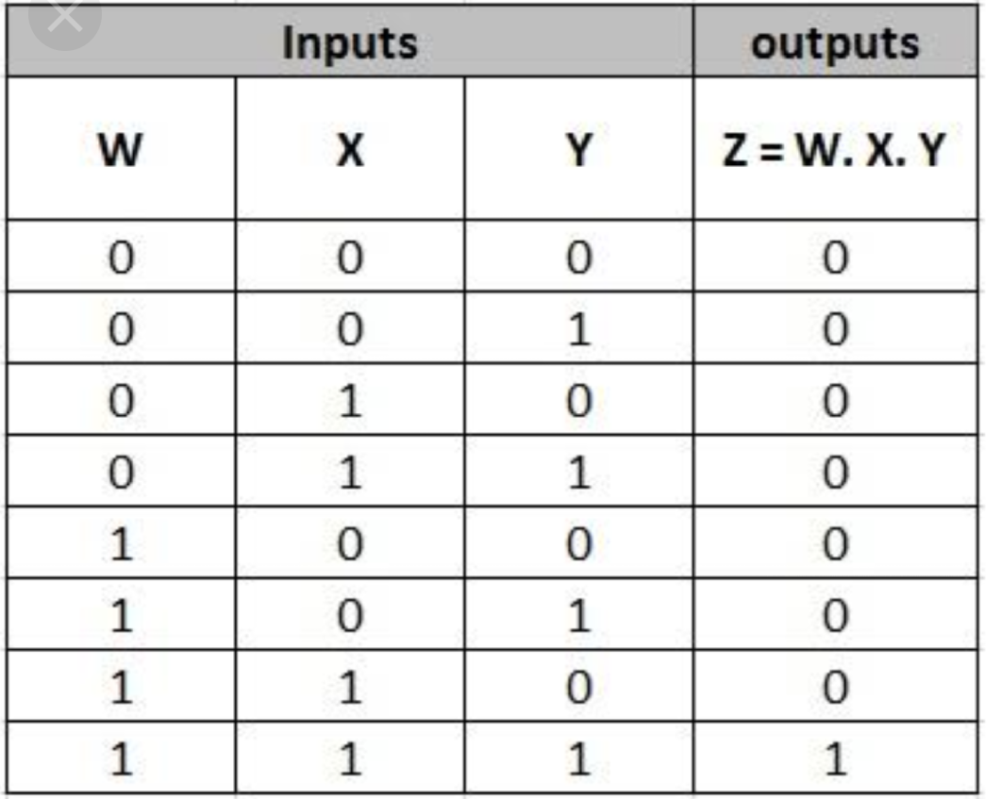 Inputs outputs
W X Y Z = W. X. Y
0 0 0 0
0 0 1 0
0 1 0 0
0 1 1 0
1 0 0 0
1 0 1 0
1 1 0 0
1 1 1 1